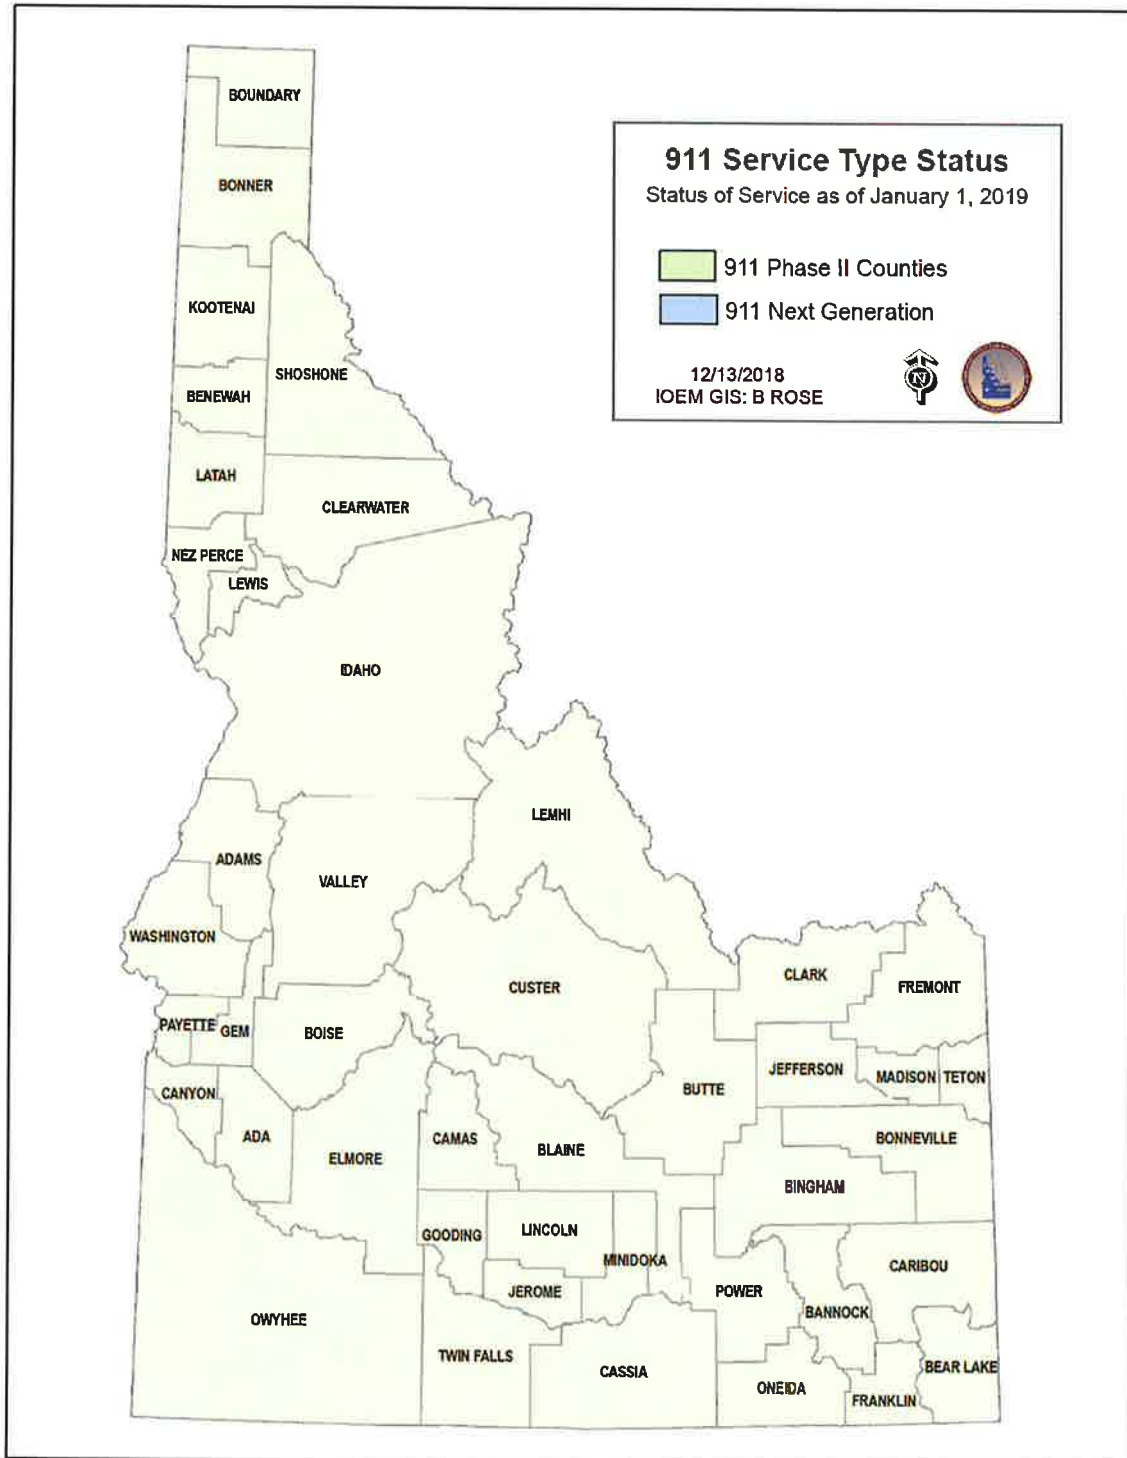 BOUNDARY
911 Service Type Status
Status of Service as of January 1, 2019
BONNER
911 Phase II Counties
911 Next Generation
KOOTENAI
12/13/2018
IOEM GIS: B ROSE
N
SHOSHONE
BENEWAH
LATAH
CLEARWATER
NEZ PERCE
LEWIS
IDAHO
LEMHI
ADAMS
VALLEY
WASHINGTON
CLARK
CUSTER
FREMONT
PAYETTE
GEM
BOISE
JEFFERSON
MADISON
TETON
BUTTE
CANYON
ADA
CAMAS
BLAINE
BONNEVILLE
ELMORE
BINGHAM
GOODING
LINCOLN
MINIDOKA
CARIBOU
JEROME
POWER
BANNOCK
OWYHEE
TWIN FALLS
CASSIA
BEAR LAKE
ONEIDA
FRANKLIN